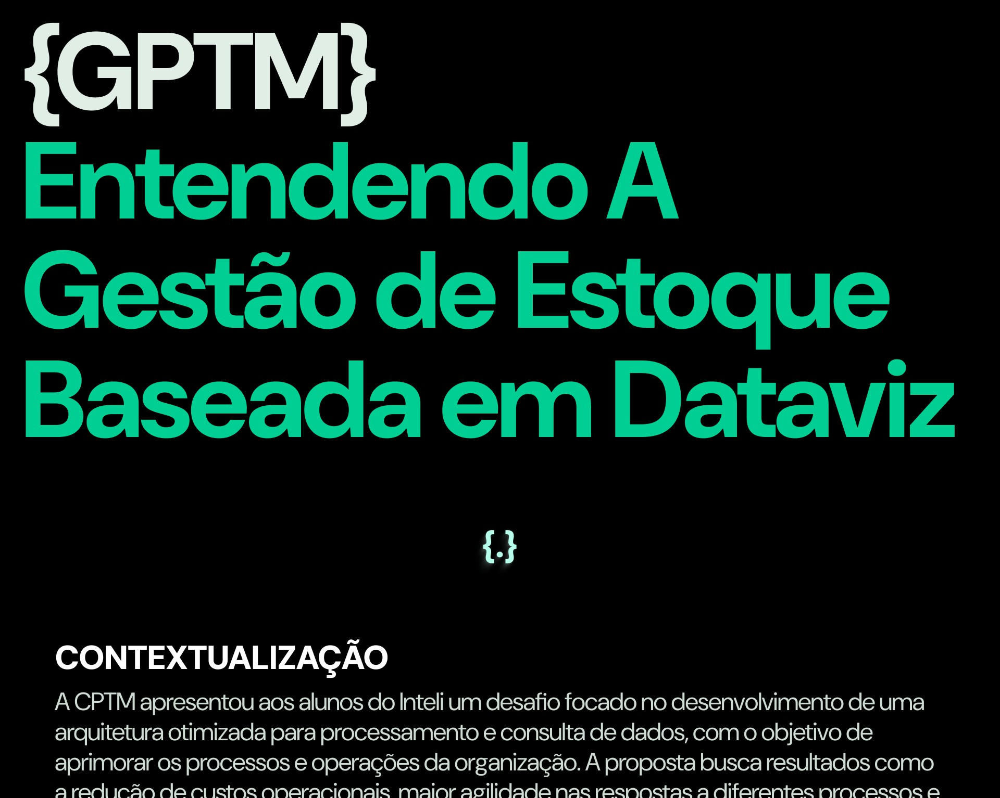 {GPTM}
Entendendo A
Gestão de Estoque
Baseada em Dataviz
{.}
CONTEXTUALIZAÇÃO
A CPTM apresentou aos alunos do Inteli um desafio focado no desenvolvimento de uma
arquitetura otimizada para processamento e consulta de dados, com o objetivo de
aprimorar os processos e operações da organização. A proposta busca resultados como
a redução de custos operacionais, maior agilidade nas respostas a diferentes processos e